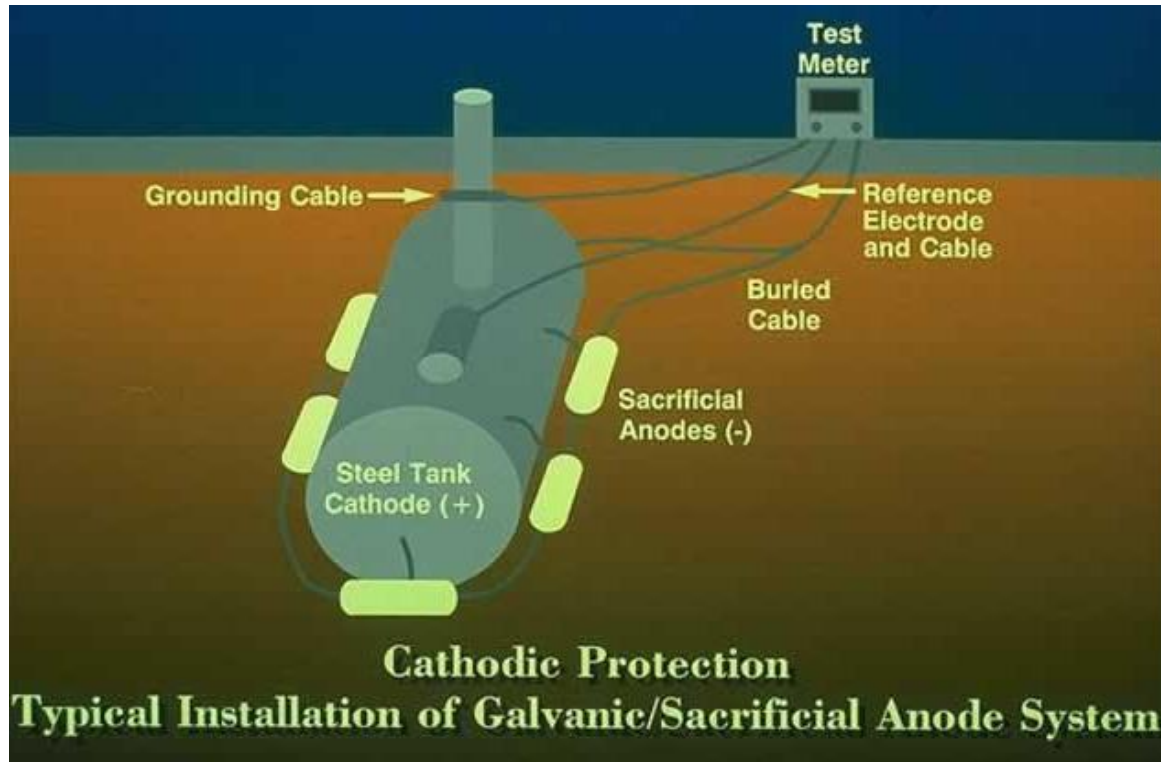 Test
Meter
Grounding Cable
Reference
Electrode
and Cable
Buried
Cable
Sacrificial
Anodes (-)
Steel Tank
Cathode (+)
Cathodic Protection
Typical Installation of Galvanic/Sacrificial Anode System